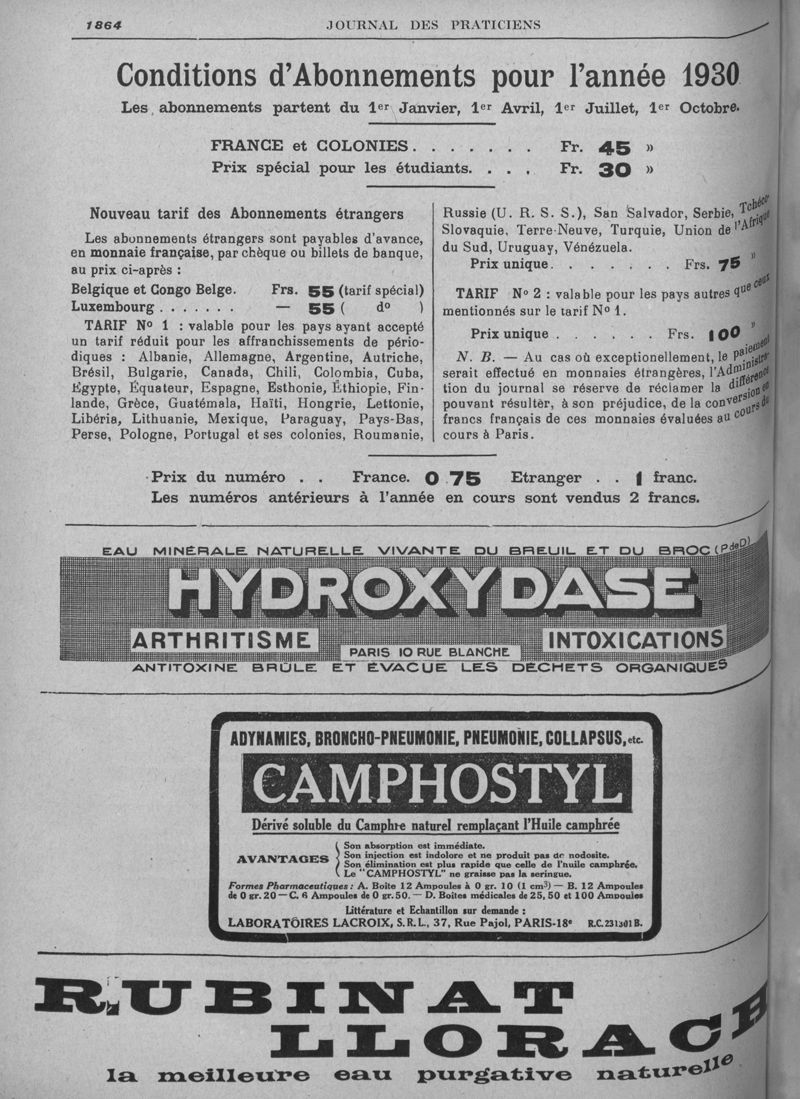 1864
JOURNAL DES PRATICIENS
Conditions d'Abonnements pour l'année 1930
Les abonnements partent du 1er Janvier, 1er Avril, 1er Juillet, 1er Octobre.
FRANCE et COLONIES. . . . . . . Fr. 45 »
Prix spécial pour les étudiants. . . . Fr. 30 »
Nouveau tarif des Abonnements étrangers
Les abonnements étrangers sont payables d'avance,
en monnaie française, par chèque ou billets de banque,
au prix ci-après :
Belgique et Congo Belge. Frs. 55 (tarif spécial)
Luxembourg . . . . . . . — 55 ( do )
TARIF No 1 : valable pour les pays ayant accepté
un tarif réduit pour les affranchissements de pério-
diques : Albanie, Allemagne, Argentine, Autriche,
Brésil, Bulgarie, Canada, Chili, Colombia, Cuba,
Égypte, Équateur, Espagne, Esthonie, Éthiopie, Fin-
lande, Grèce, Guatémala, Haïti, Hongrie, Lettonie,
Libéria, Lithuanie, Mexique, Paraguay, Pays-Bas,
Perse, Pologne, Portugal et ses colonies, Roumanie,
Russie (U. R. S. S.), San Salvador, Serbie, Tchéco-
Slovaquie, Terre-Neuve, Turquie, Union de l'Afrique
du Sud, Uruguay, Vénézuela.
Prix unique. . . . . . . . Frs. 75 »
TARIF No 2 : valable pour les pays autres que ceux
mentionnés sur le tarif No 1.
Prix unique . . . . . . Frs. 100 »
N. B. — Au cas où exceptionellement, le paiement
serait effectué en monnaies étrangères, l'Administra-
tion du journal se réserve de réclamer la différence
pouvant résulter, à son préjudice, de la conversion en
francs français de ces monnaies évaluées au cours du
cours à Paris.
Prix du numéro . . France. 0 75 Etranger . . 1 franc.
Les numéros antérieurs à l'année en cours sont vendus 2 francs.
EAU MINÉRALE NATURELLE VIVANTE DU BREUIL ET DU BROC (P de D)
HYDROXYDASE
ARTHRITISME
PARIS 10 RUE BLANCHE
INTOXICATIONS
ANTITOXINE BRÛLE ET ÉVACUE LES DÉCHETS ORGANIQUES
ADYNAMIES, BRONCHO-PNEUMONIE, PNEUMONIE, COLLAPSUS, etc.
CAMPHOSTYL
Dérivé soluble du Camphre naturel remplaçant l'Huile camphrée
AVANTAGES
Son absorption est immédiate.
Son injection est indolore et ne produit pas de nodosite.
Son élimination est plus rapide que celle de l'huile camphrée.
Le "CAMPHOSTYL" ne graisse pas la seringue.
Formes Pharmaceutiques : A. Boîte 12 Ampoules à 0 gr. 10 (1 cm3) — B. 12 Ampoules
de 0 gr. 20 — C. 6 Ampoules de 0 gr. 50. — D. Boîtes médicales de 25, 50 et 100 Ampoules
Littérature et Echantillon sur demande :
LABORATOIRES LACROIX, S.R.L., 37, Rue Pajol, PARIS-18e R.C. 231301 B.
RUBINAT
LLORACH
la meilleure eau purgative naturelle